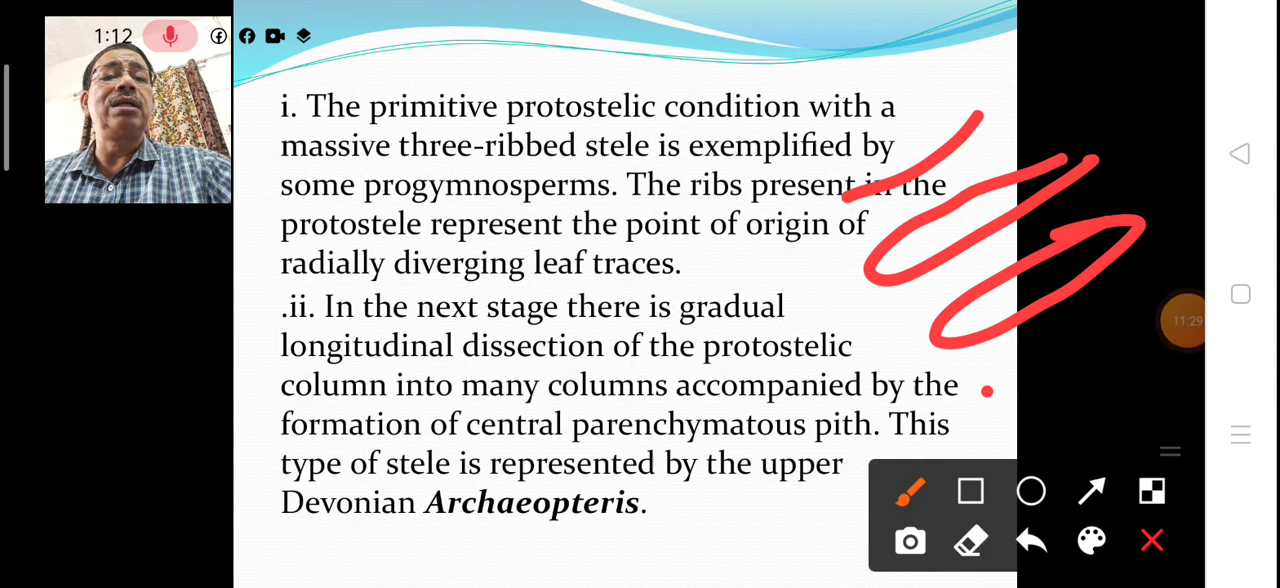 1:12
i. The primitive protostelic condition with a
massive three-ribbed stele is exemplified by
some progymnosperms. The ribs present in the
protostele represent the point of origin of
radially diverging leaf traces.
.ii. In the next stage there is gradual
longitudinal dissection of the protostelic
column into many columns accompanied by the
formation of central parenchymatous pith. This
type of stele is represented by the upper
Devonian Archaeopteris.
11:29